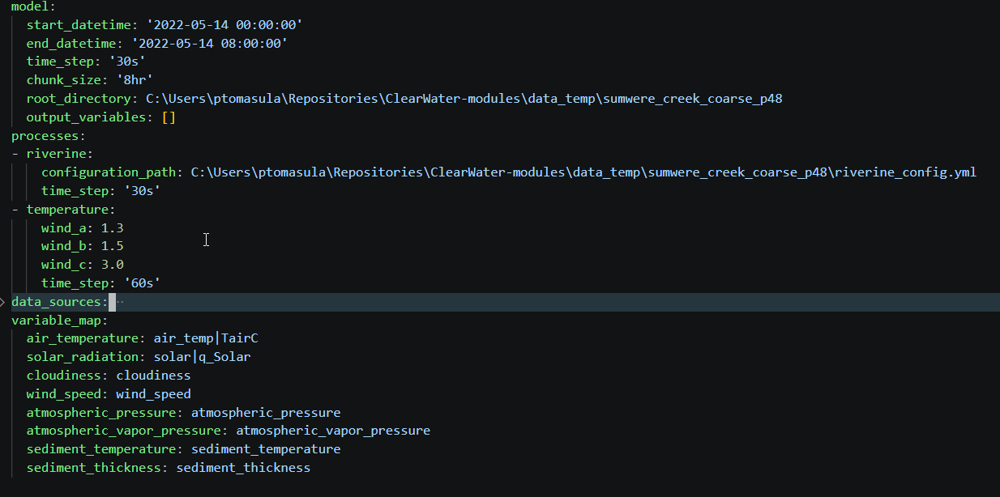 model:
  start_datetime: '2022-05-14 00:00:00'
  end_datetime: '2022-05-14 08:00:00'
  time_step: '30s'
  chunk_size: '8hr'
  root_directory: C:\Users\ptomasula\Repositories\ClearWater-modules\data_temp\sumwere_creek_coarse_p48
  output_variables: []
processes:
- riverine:
    configuration_path: C:\Users\ptomasula\Repositories\ClearWater-modules\data_temp\sumwere_creek_coarse_p48\riverine_config.yml
    time_step: '30s'
- temperature:
    wind_a: 1.3
    wind_b: 1.5
    wind_c: 3.0
    time_step: '60s'
data_sources:
variable_map:
  air_temperature: air_temp|TairC
  solar_radiation: solar|q_Solar
  cloudiness: cloudiness
  wind_speed: wind_speed
  atmospheric_pressure: atmospheric_pressure
  atmospheric_vapor_pressure: atmospheric_vapor_pressure
  sediment_temperature: sediment_temperature
  sediment_thickness: sediment_thickness